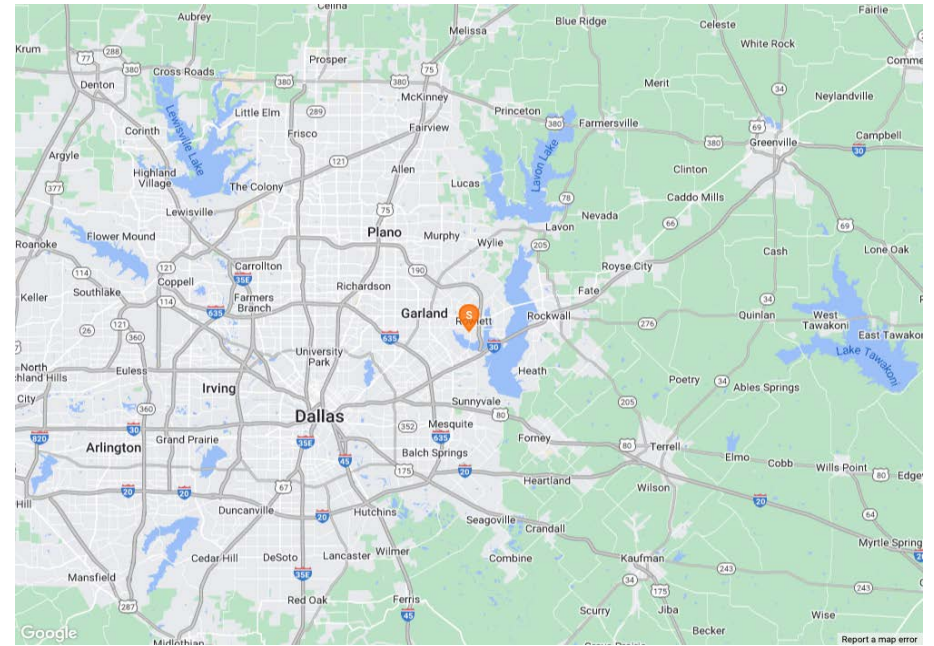 Aubrey
Celina
Blue Ridge
Celeste
Fairlie
Melissa
White Rock
Krum
77
288
380
Cross Roads
Prosper
380
380
75
Merit
34
Neylandville
Denton
McKinney
Princeton
380
Farmersville
69
Little Elm
289
Corinth
Lewisville Lake
Frisco
Fairview
Lavon Lake
380
Greenville
Campbell
30
Argyle
121
Highland
Village
The Colony
Allen
Clinton
377
Lucas
78
Caddo Mills
Lewisville
75
Nevada
66
69
Roanoke
Flower Mound
Plano
Murphy
Wylie
205
Lavon
Cash
Lone Oak
114
121
Carrollton
35E
190
Royse City
Coppell
Richardson
Keller
Southlake
114
Farmers
Branch
Fate
34
635
Garland
S
Rockwall
276
Quinlan
West
Tawakoni
26
121
360
635
30
East Tawakon
Lake Tawakoni
North
chland Hills
Euless
University
Park
Heath
Poetry
34
Ables Springs
City
Irving
Sunnyvale
205
360
Dallas
80
820
30
Grand Prairie
352
Mesquite
635
Forney
80
Terrell
Arlington
35E
45
Balch Springs
Elmo
Cobb
Wills Point
80
Edgew
175
20
Heartland
Wilson
20
20
67
20
Hill
Duncanville
20
Hutchins
Seagoville
Crandall
64
Myrtle Spring
Cedar Hill
DeSoto
Lancaster
Wilmer
Combine
Kaufman
20
Mansfield
35E
34
243
243
287
Red Oak
Ferris
175
45
Scurry
Jiba
Wise
Becker
Google
Midlothian
Report a map error